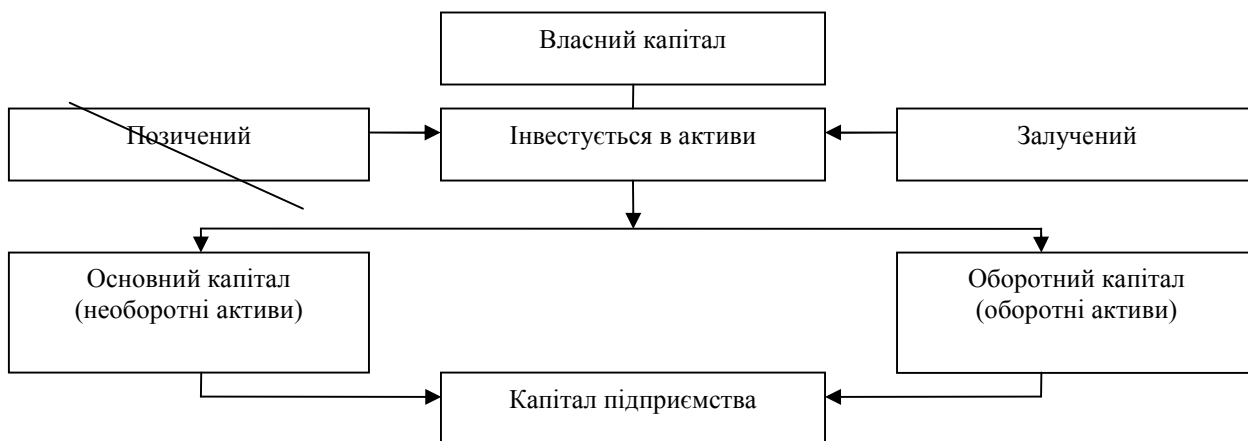 Власний капітал
Позичений
Інвестується в активи
Залучений
Основний капітал
(необоротні активи)
Оборотний капітал
(оборотні активи)
Капітал підприємства